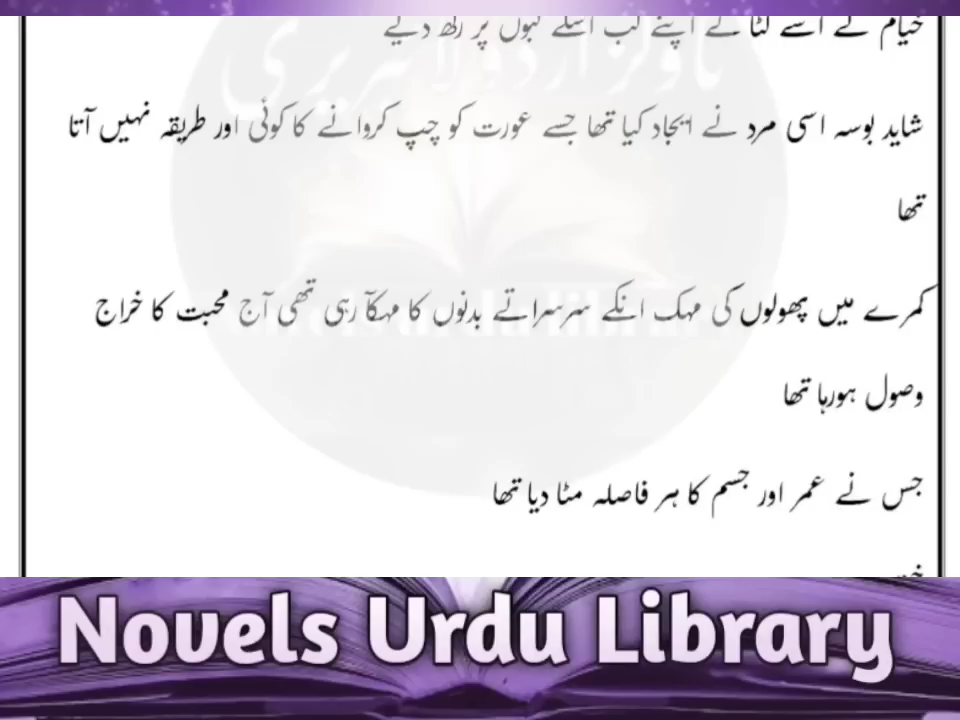 خیام نے اسے لٹا کے اپنے لب اسکے لبوں پر رکھ دیے
شاید بوسہ اسی مرد نے ایجاد کیا تھا جسے عورت کو چپ کروانے کا کوئی اور طریقہ نہیں آتا
تھا
کمرے میں پھولوں کی مہک انکے سرسراتے بدنوں کا مہکآ رہی تھی آج محبت کا خراج
وصول ہورہا تھا
جس نے عمر اور جسم کا ہر فاصلہ مٹا دیا تھا
Novels Urdu Library